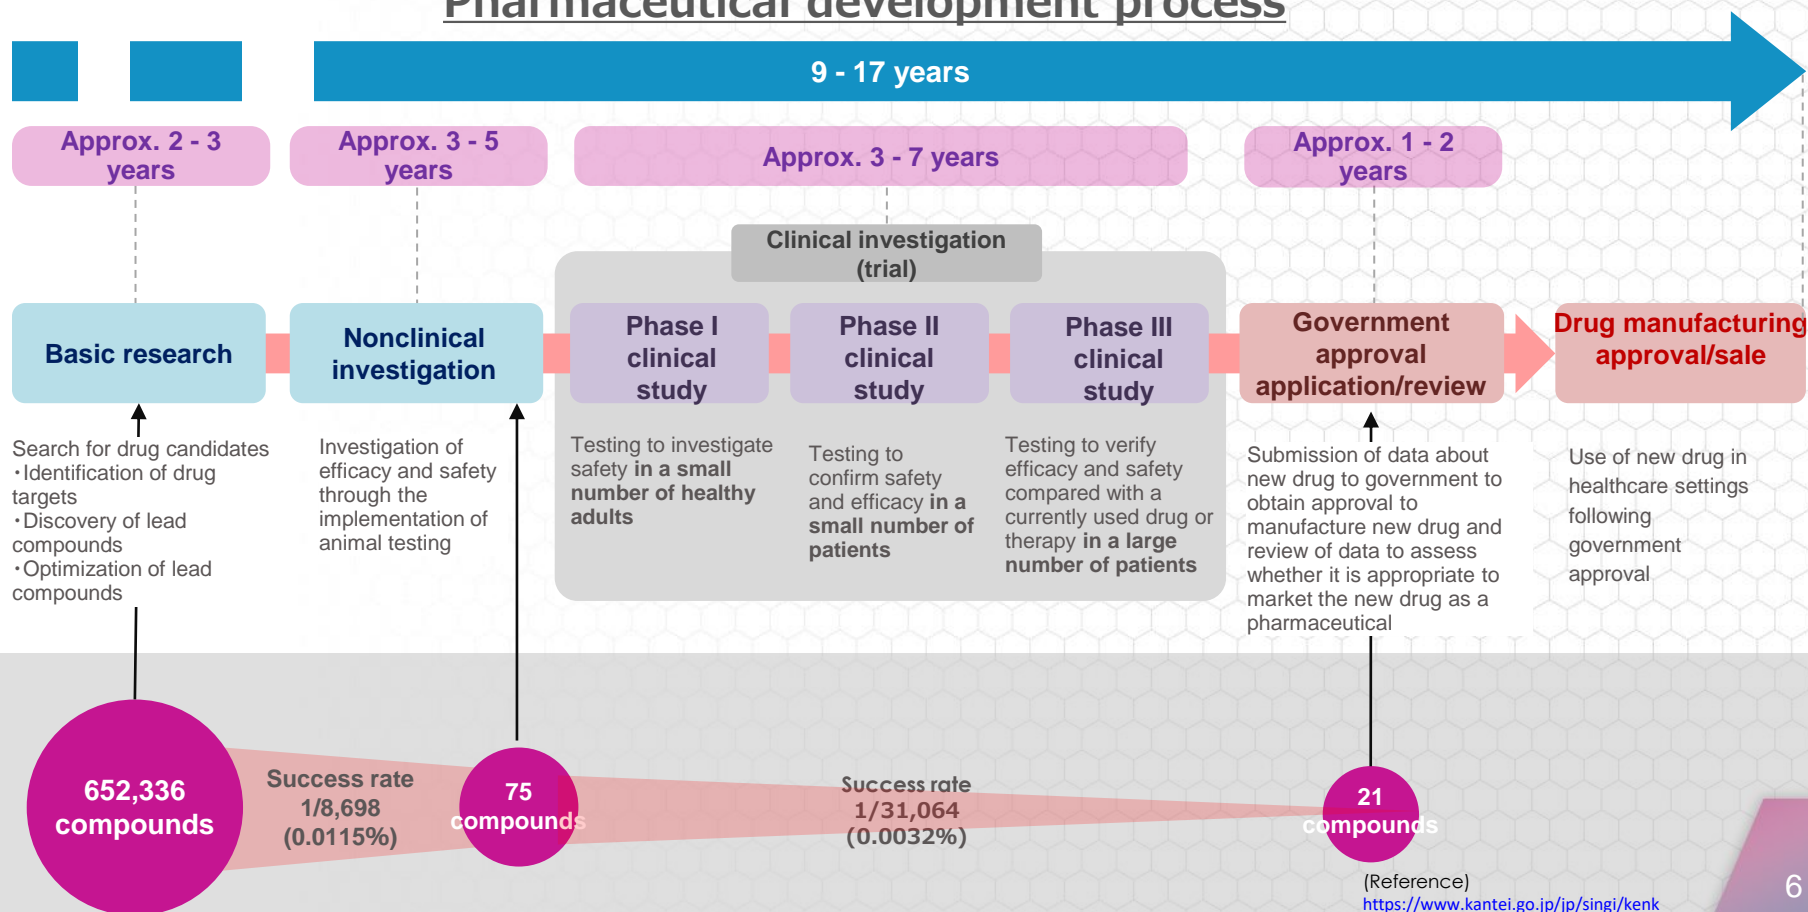 Pharmaceutical development process
9 - 17 years
Approx. 2 - 3
years
Approx. 3 - 5
years
Approx. 3 - 7 years
Approx. 1 - 2
years
Clinical investigation
(trial)
Basic research
Nonclinical
investigation
Phase I
clinical
study
Phase II
clinical
study
Phase III
clinical
study
Government
approval
application/review
Drug manufacturing
approval/sale
Search for drug candidates
・Identification of drug
targets
・Discovery of lead
compounds
・Optimization of lead
compounds
Investigation of
efficacy and safety
through the
implementation of
animal testing
Testing to investigate
safety in a small
number of healthy
adults
Testing to
confirm safety
and efficacy in a
small number of
patients
Testing to verify
efficacy and safety
compared with a
currently used drug or
therapy in a large
number of patients
Submission of data about
new drug to government to
obtain approval to
manufacture new drug and
review of data to assess
whether it is appropriate to
market the new drug as a
pharmaceutical
Use of new drug in
healthcare settings
following
government
approval
652,336
compounds
Success rate
1/8,698
(0.0115%)
75
compounds
Success rate
1/31,064
(0.0032%)
21
compounds
(Reference)
https://www.kantei.go.jp/jp/singi/kenk
6